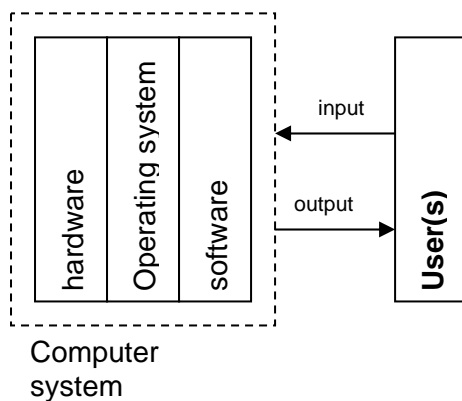 hardware
Operating system
software
input
output
User(s)
Computer
system